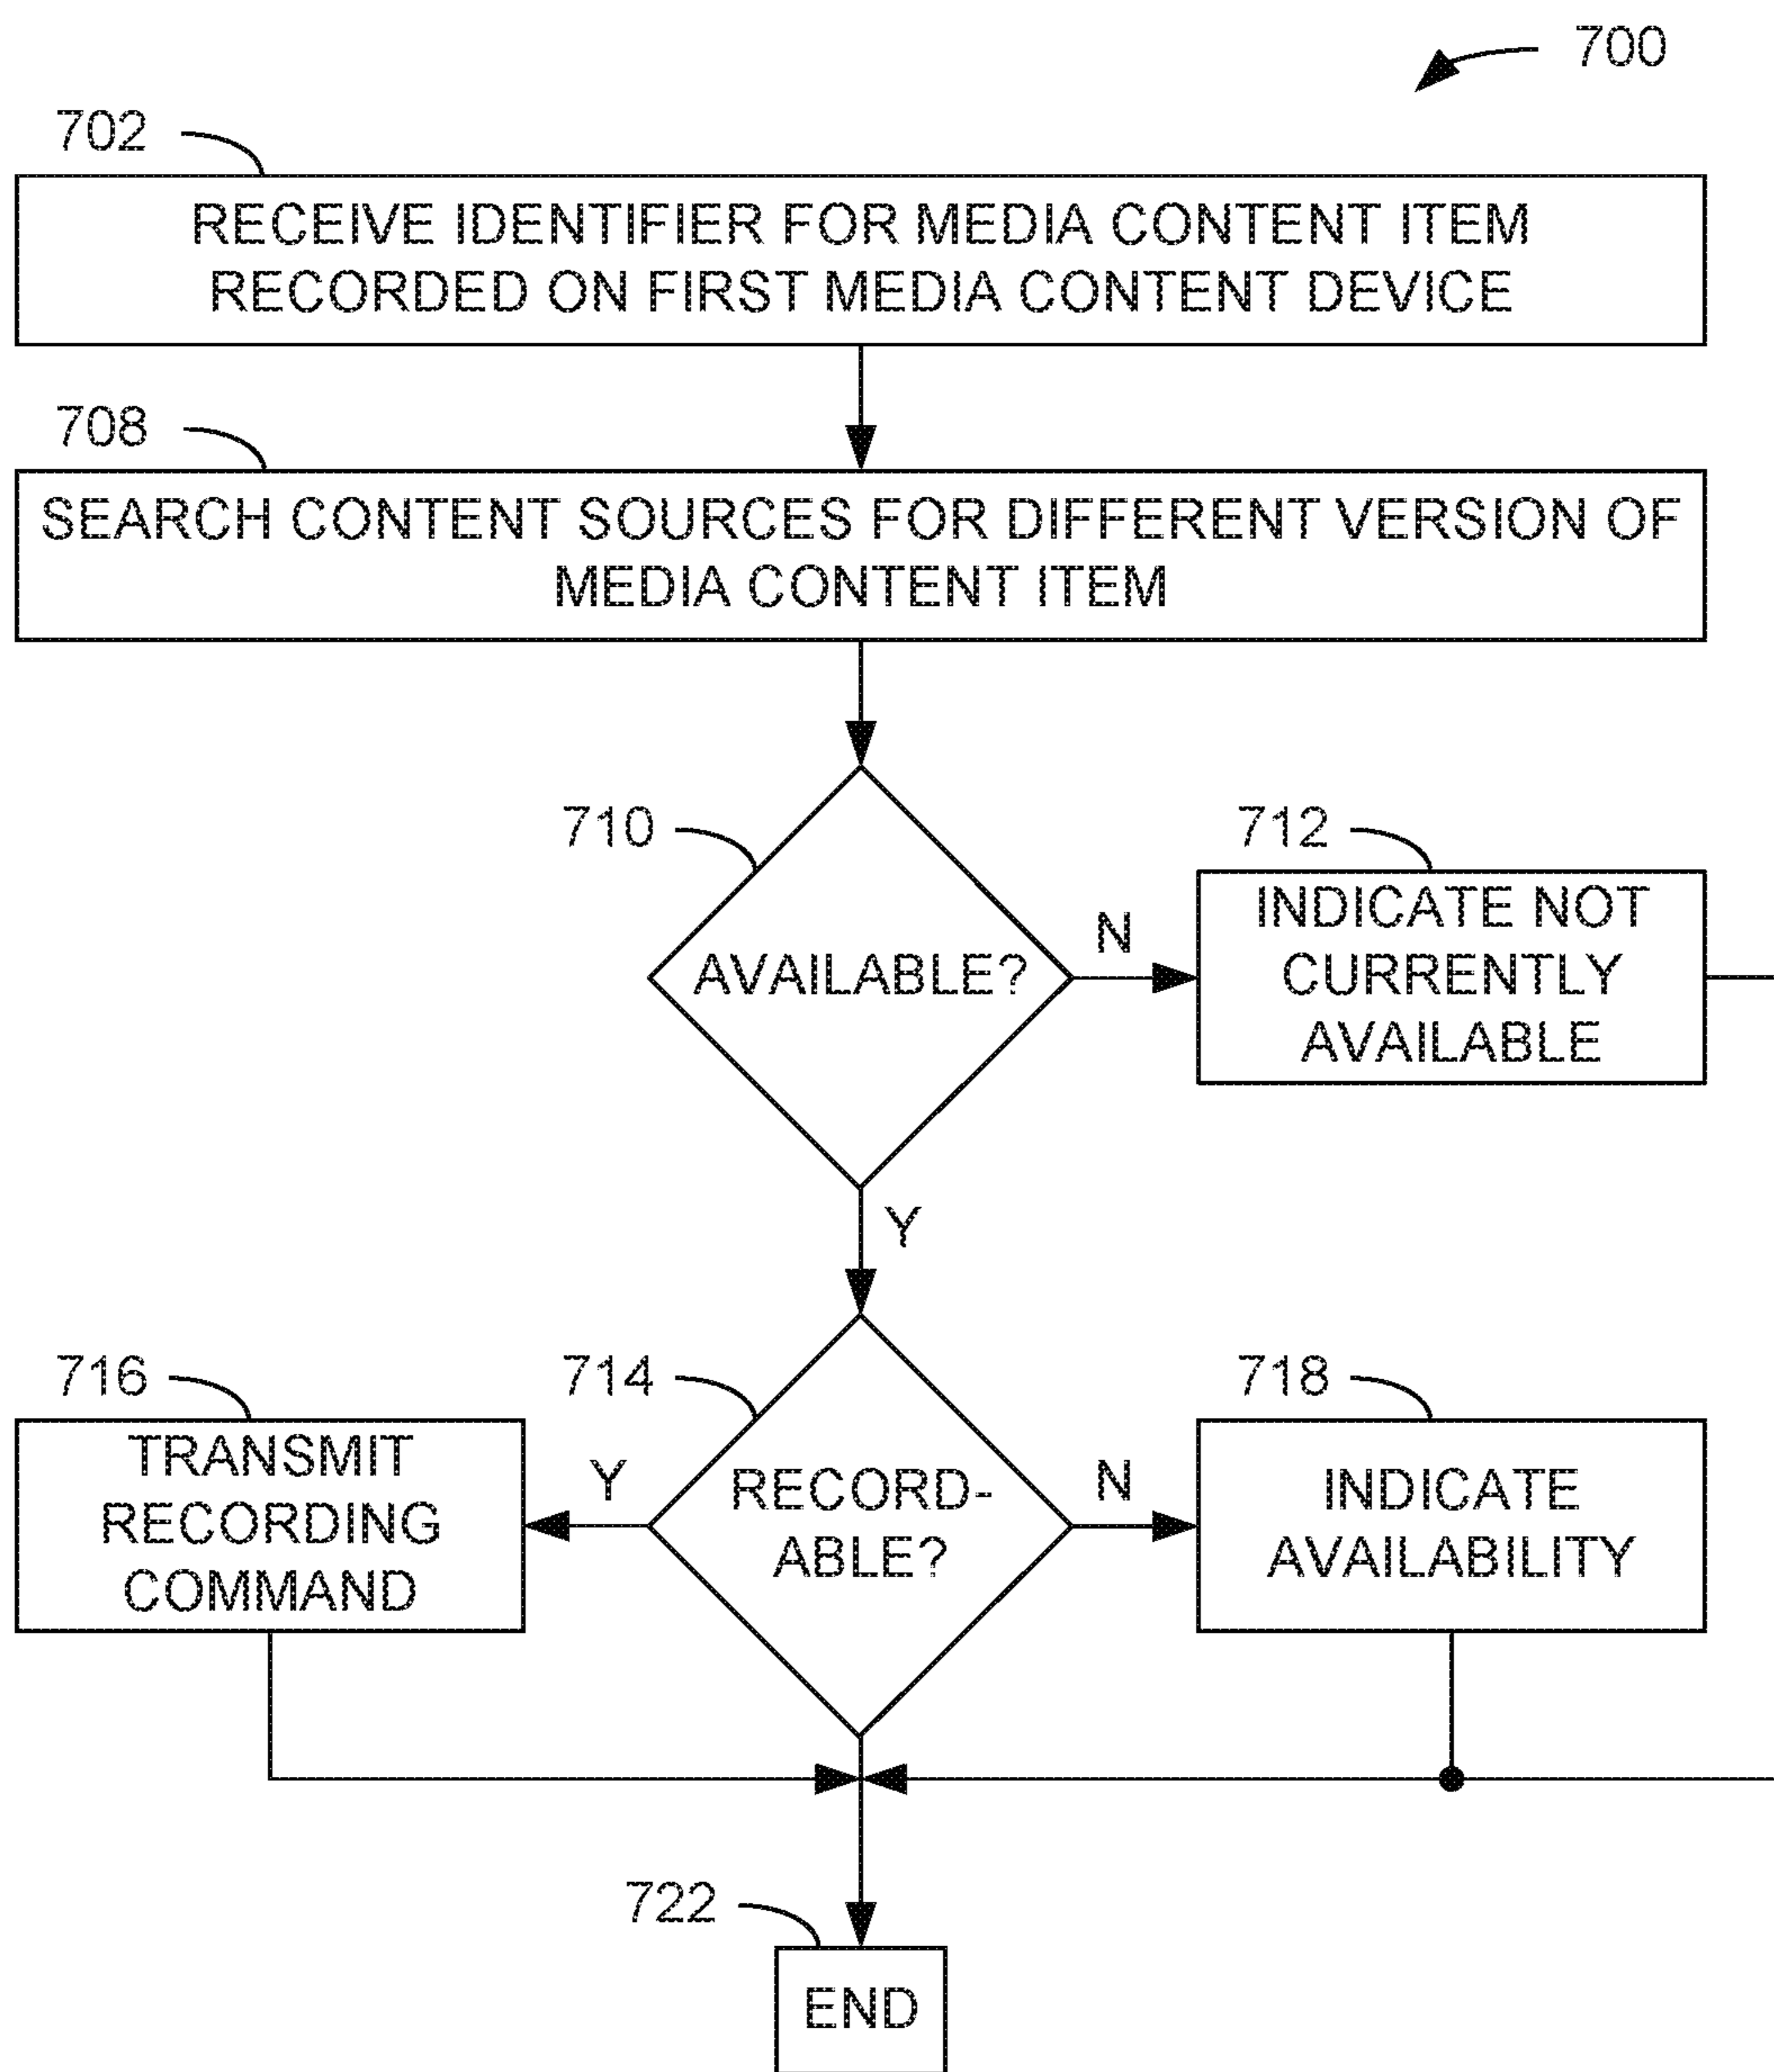 700
702
RECEIVE IDENTIFIER FOR MEDIA CONTENT ITEM
RECORDED ON FIRST MEDIA CONTENT DEVICE
708
SEARCH CONTENT SOURCES FOR DIFFERENT VERSION OF
MEDIA CONTENT ITEM
710
AVAILABLE?
N
712
INDICATE NOT
CURRENTLY
AVAILABLE
Y
716
TRANSMIT
RECORDING
COMMAND
Y
714
RECORD-
ABLE?
N
718
INDICATE
AVAILABILITY
722
END